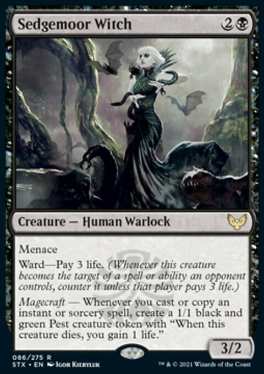 Sedgemoor Witch 2
Creature — Human Warlock
Menace
Ward—Pay 3 life. (Whenever this creature
becomes the target of a spell or ability an opponent
controls, counter it unless that player pays 3 life.)
Magecraft — Whenever you cast or copy an
instant or sorcery spell, create a 1/1 black and
green Pest creature token with “When this
creature dies, you gain 1 life.”
3/2
086/275 R
STX • EN Igor Kieryluk
™ & © 2021 Wizards of the Coast